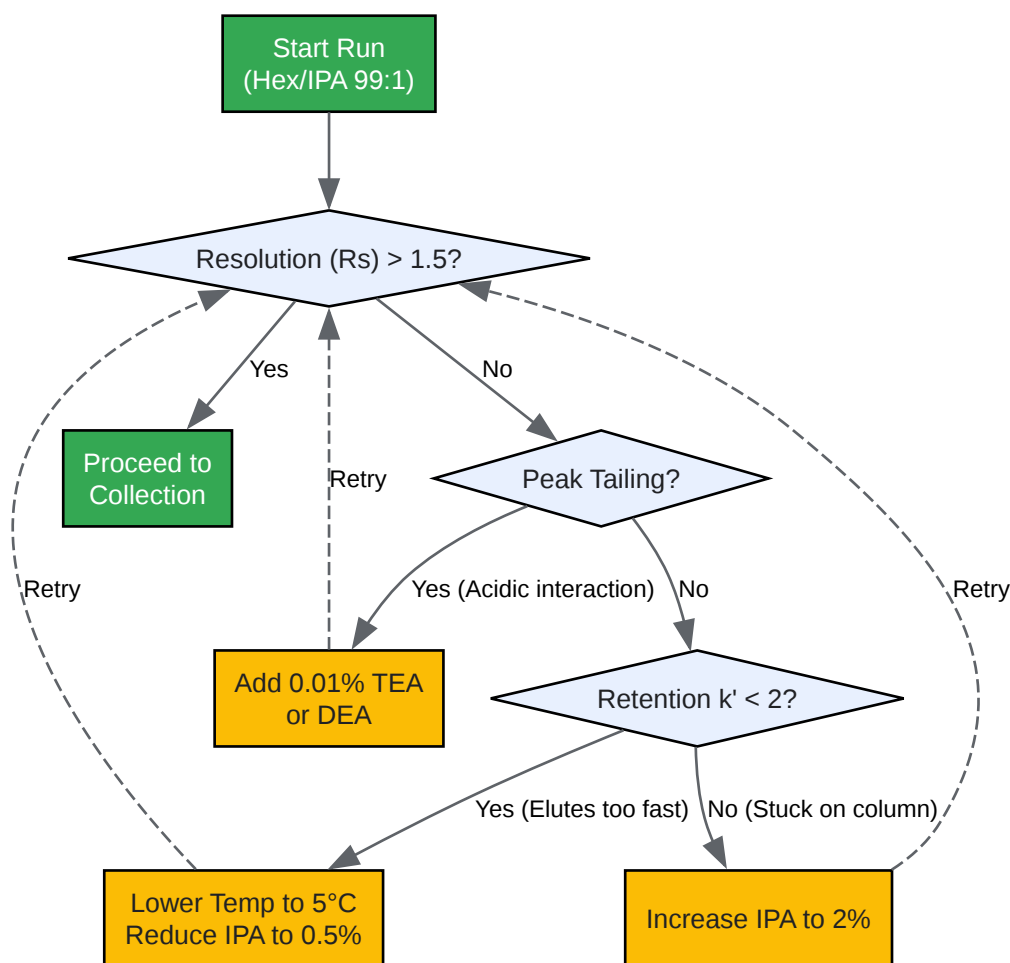 Start Run
(Hex/IPA 99:1)
Resolution (Rs) > 1.5?
Yes
No
Proceed to
Collection
Retry
Peak Tailing?
Retry
Yes (Acidic interaction)
No
Retry
Add 0.01% TEA
or DEA
Retention k' < 2?
Yes (Elutes too fast)
No (Stuck on column)
Lower Temp to 5°C
Reduce IPA to 0.5%
Increase IPA to 2%